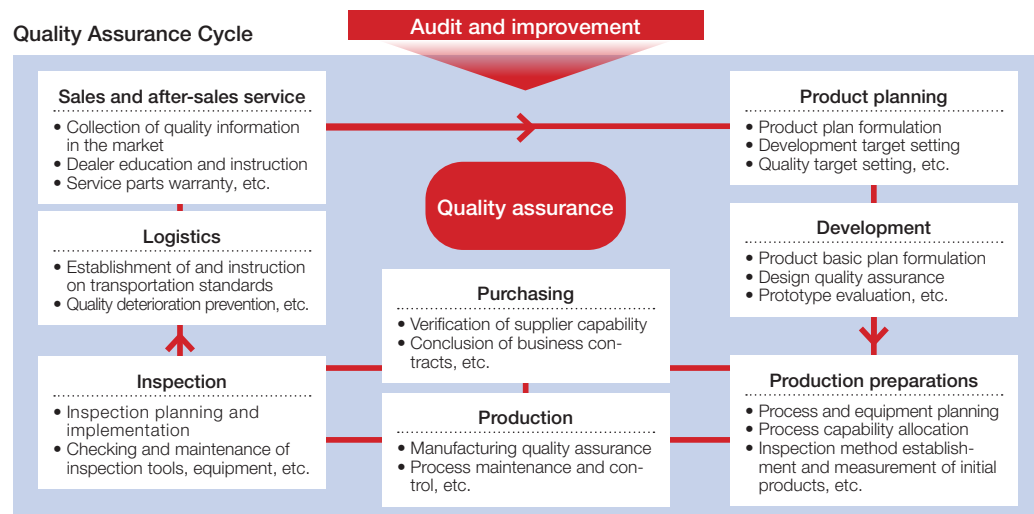 Quality Assurance Cycle
Audit and improvement
Sales and after-sales service
• Collection of quality information
in the market
• Dealer education and instruction
• Service parts warranty, etc.
Product planning
• Product plan formulation
• Development target setting
• Quality target setting, etc.
Quality assurance
Logistics
• Establishment of and instruction
on transportation standards
• Quality deterioration prevention, etc.
Development
• Product basic plan formulation
• Design quality assurance
• Prototype evaluation, etc.
Purchasing
• Verification of supplier capability
• Conclusion of business con-
tracts, etc.
Inspection
• Inspection planning and
implementation
• Checking and maintenance of
inspection tools, equipment, etc.
Production
• Manufacturing quality assurance
• Process maintenance and con-
trol, etc.
Production preparations
• Process and equipment planning
• Process capability allocation
• Inspection method establish-
ment and measurement of initial
products, etc.